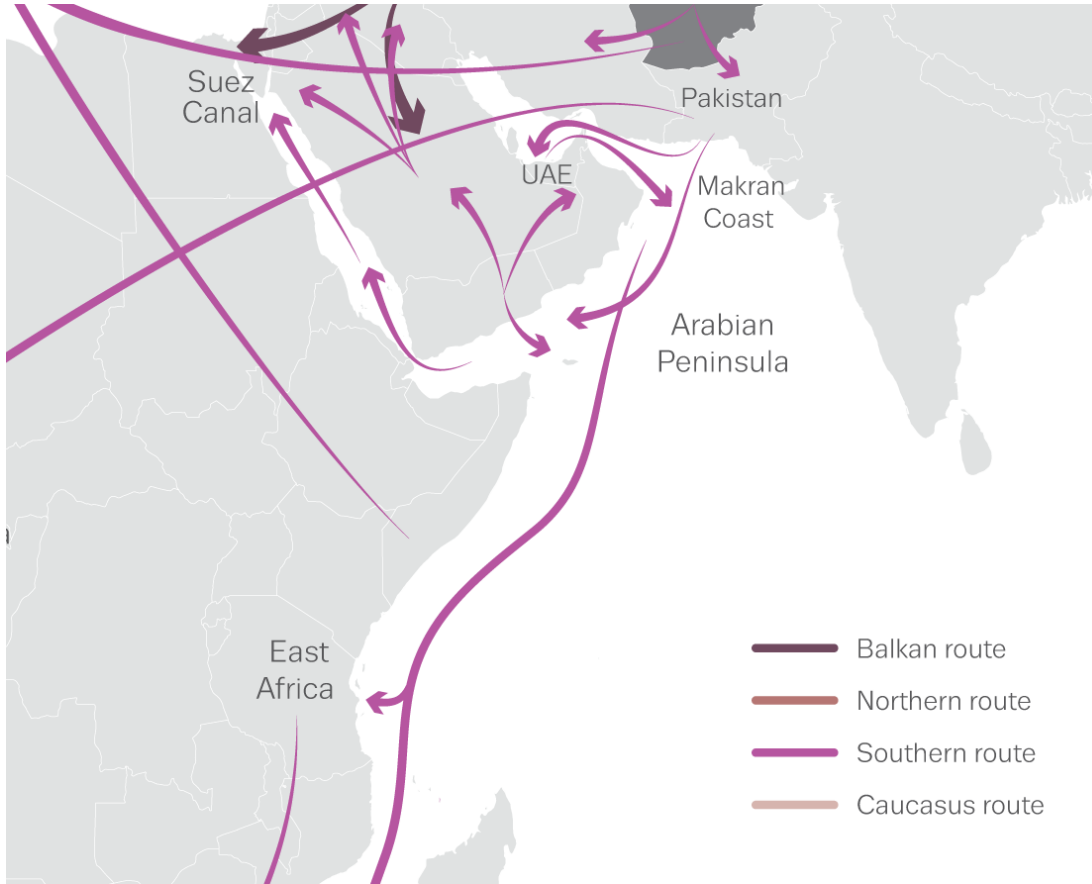 Suez
Canal
Pakistan
UAE
Makran
Coast
Arabian
Peninsula
East
Africa
Balkan route
Northern route
Southern route
Caucasus route